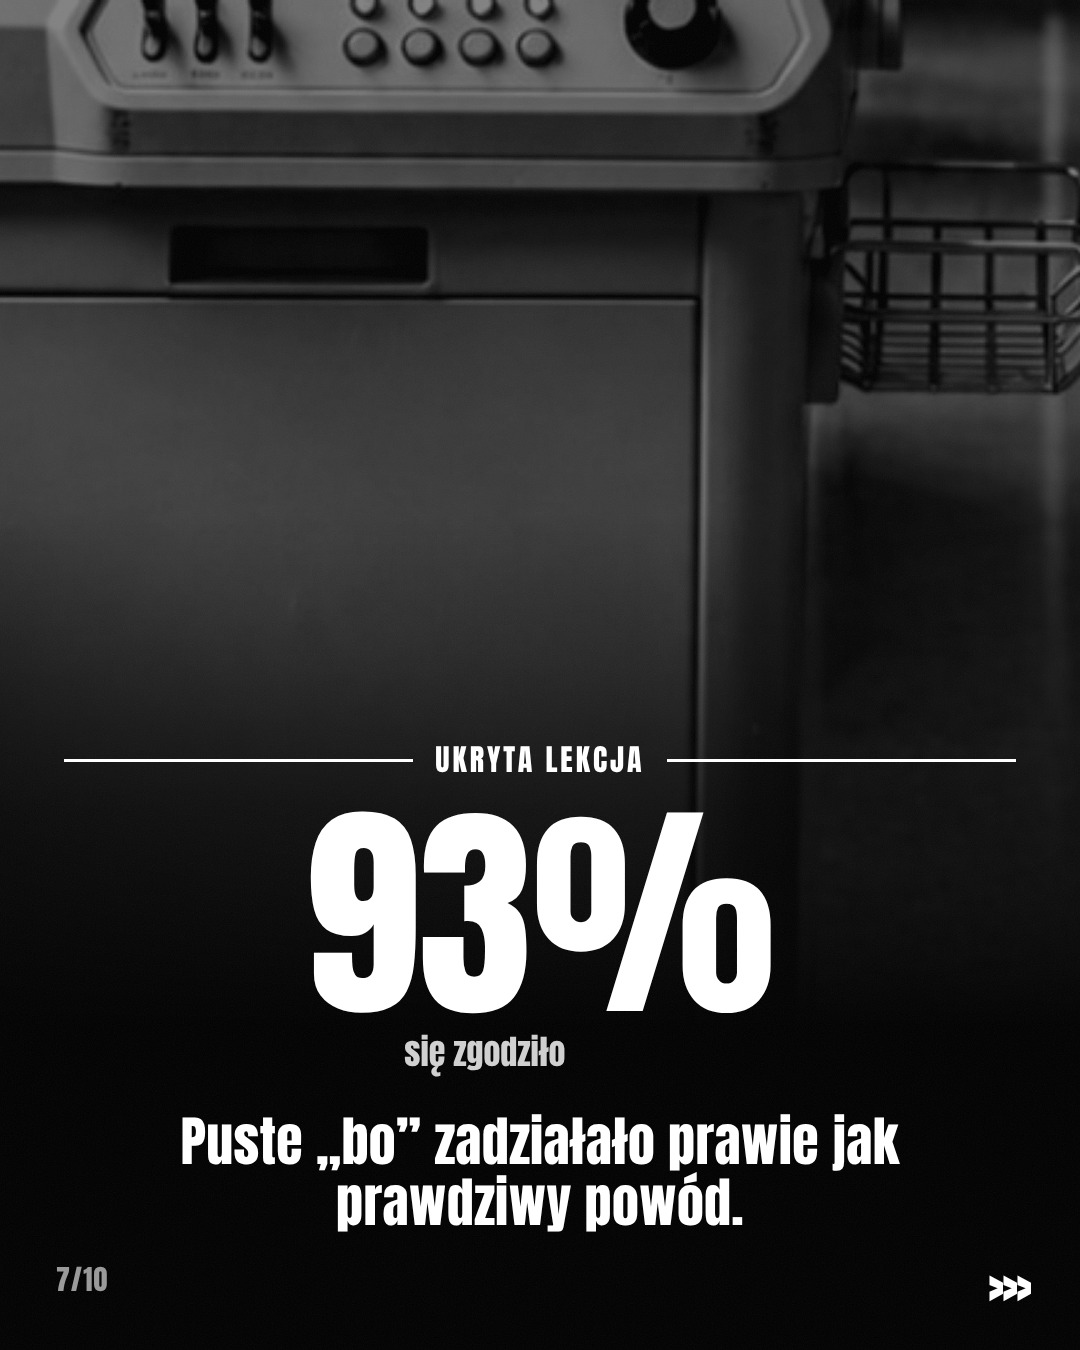 UKRYTA LEKCJA
93%
się zgodziło
Puste „bo” zadziałało prawie jak
prawdziwy powód.
7/10
>>>